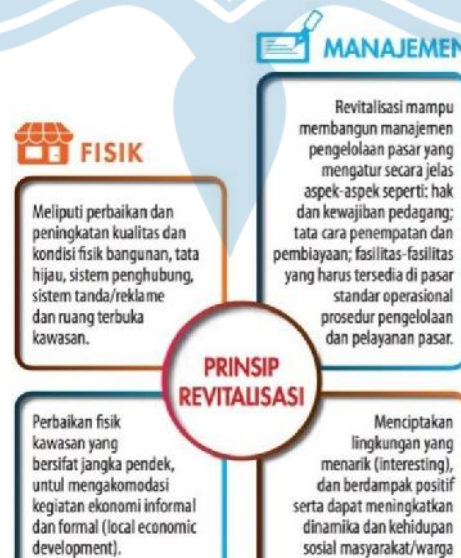 MANAJEMEN
Revitalisasi mampu
membangun manajemen
pengelolaan pasar yang
mengatur secara jelas
aspek-aspek seperti: hak
dan kewajiban pedagang;
tata cara penempatan dan
pembiayaan; fasilitas-fasilitas
yang harus tersedia di pasar
standar operasional
prosedur pengelolaan
dan pelayanan pasar.
FISIK
Meliputi perbaikan dan
peningkatan kualitas dan
kondisi fisik bangunan, tata
hijau, sistem penghubung,
sistem tanda/reklame
dan ruang terbuka
kawasan.
PRINSIP
REVITALISASI
Perbaikan fisik
kawasan yang
bersifat jangka pendek,
untul mengakomodasi
kegiatan ekonomi informal
dan formal (local economic
development).
Menciptakan
lingkungan yang
menarik (interesting),
dan berdampak positif
serta dapat meningkatkan
dinamika dan kehidupan
sosial masyarakat/warga